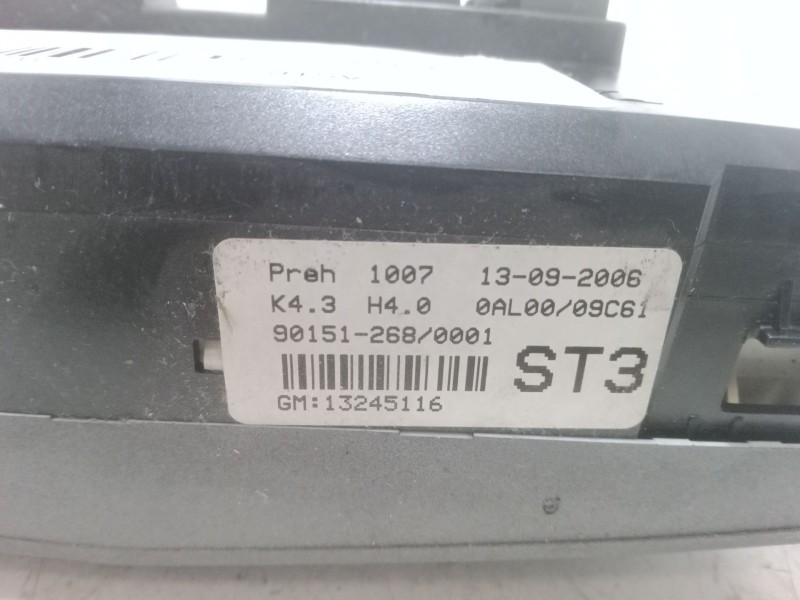 Preh 1007 13-09-2006
K4.3 H4.0 0AL00/09C61
90151-268/0001
ST3
GM:13245116